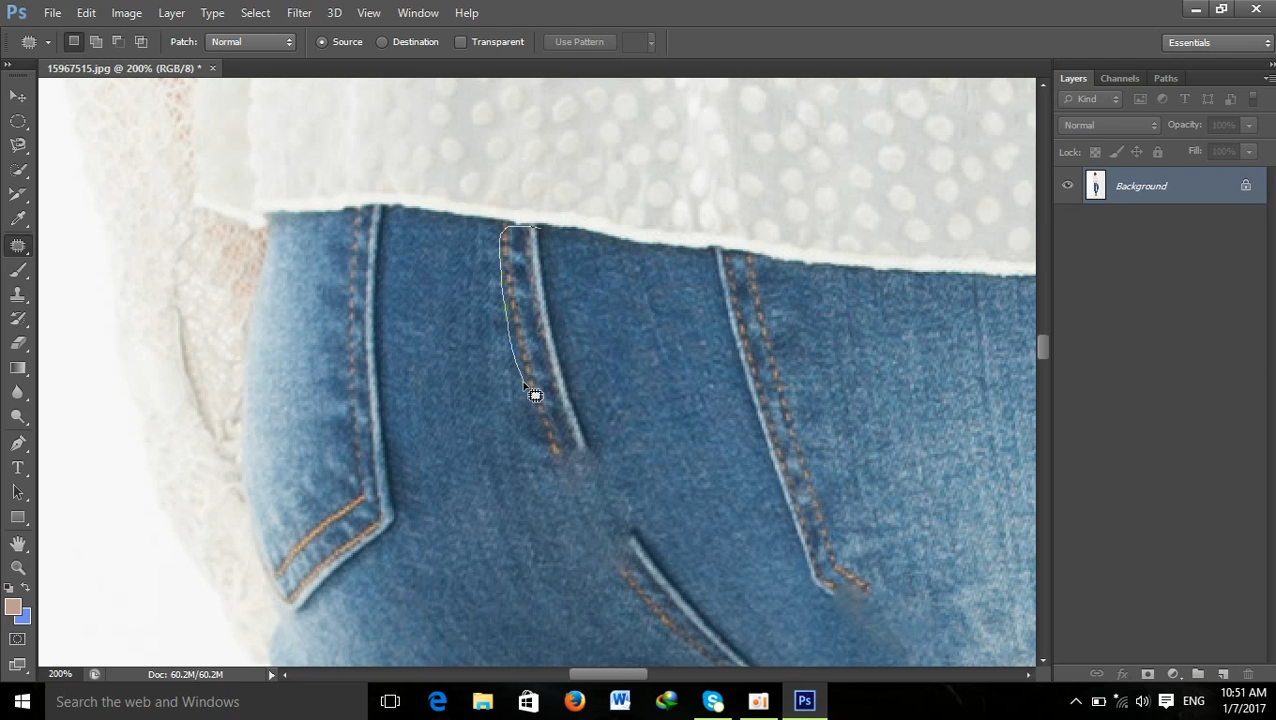 Ps File Edit Image Layer Type Select Filter 3D View Window Help
Patch: Normal Source Destination Transparent Use Pattern Essentials
15967515.jpg @ 200% (RGB/8) * ×
Layers Channels Paths
Kind
Normal Opacity: 100%
Lock: Fill: 100%
Background
200% Doc: 60.2M/60.2M
Search the web and Windows
10:51 AM
1/7/2017